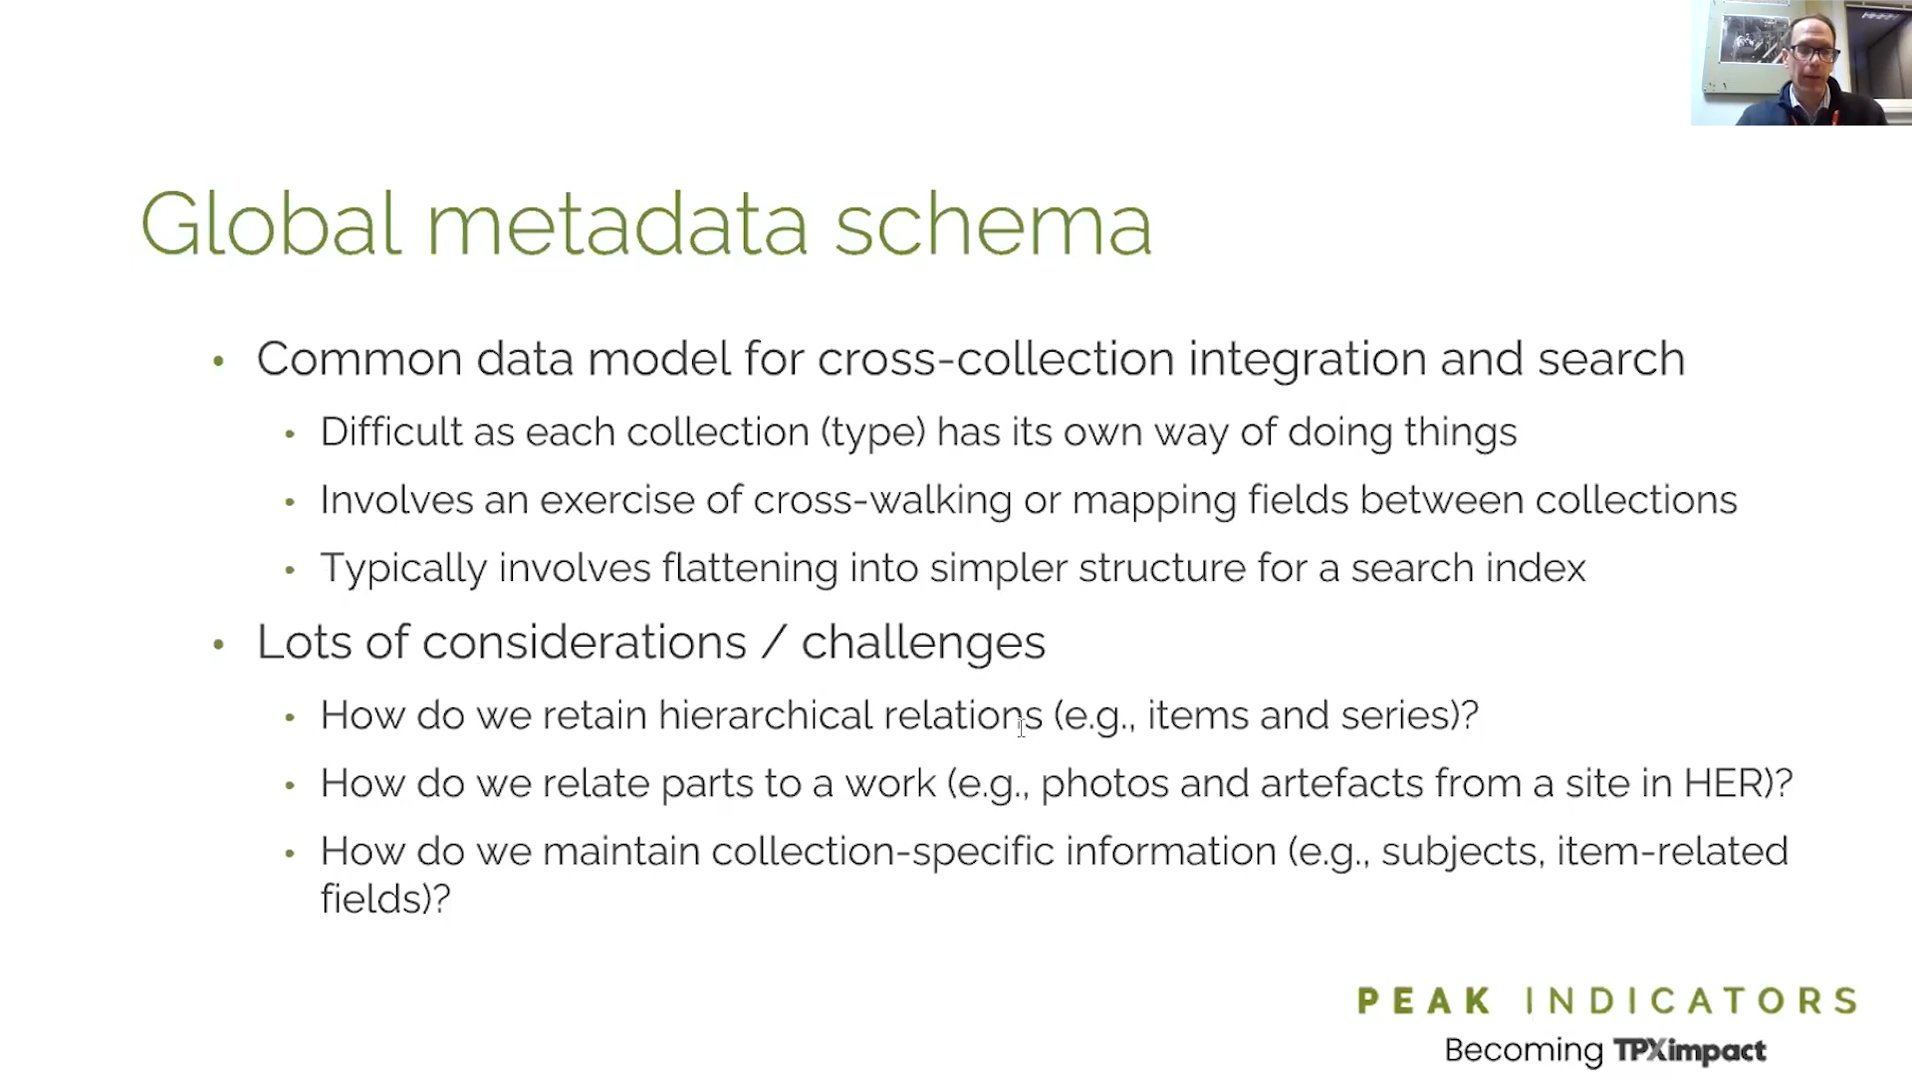 Global metadata schema
• Common data model for cross-collection integration and search
• Difficult as each collection (type) has its own way of doing things
• Involves an exercise of cross-walking or mapping fields between collections
• Typically involves flattening into simpler structure for a search index
• Lots of considerations / challenges
• How do we retain hierarchical relations (e.g., items and series)?
• How do we relate parts to a work (e.g., photos and artefacts from a site in HER)?
• How do we maintain collection-specific information (e.g., subjects, item-related
fields)?
PEAK INDICATORS
Becoming TPXimpact